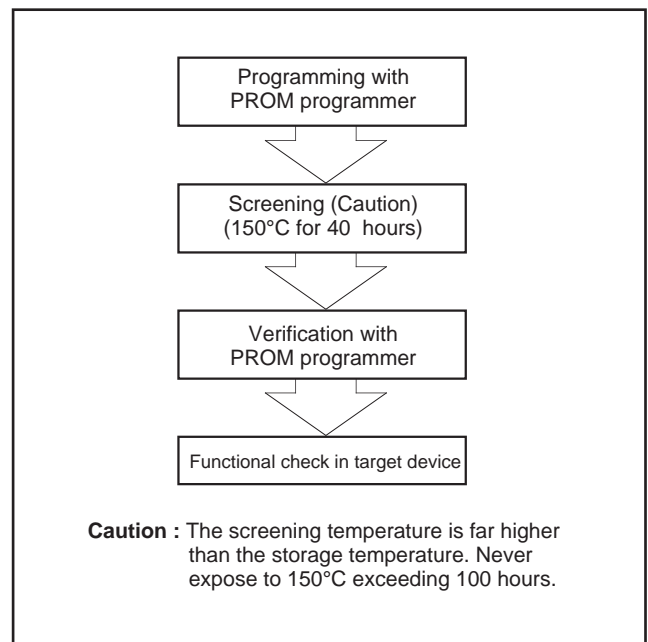 Programming with
PROM programmer
Screening (Caution)
(150°C for 40 hours)
Verification with
PROM programmer
Functional check in target device
Caution : The screening temperature is far higher
than the storage temperature. Never
expose to 150°C exceeding 100 hours.